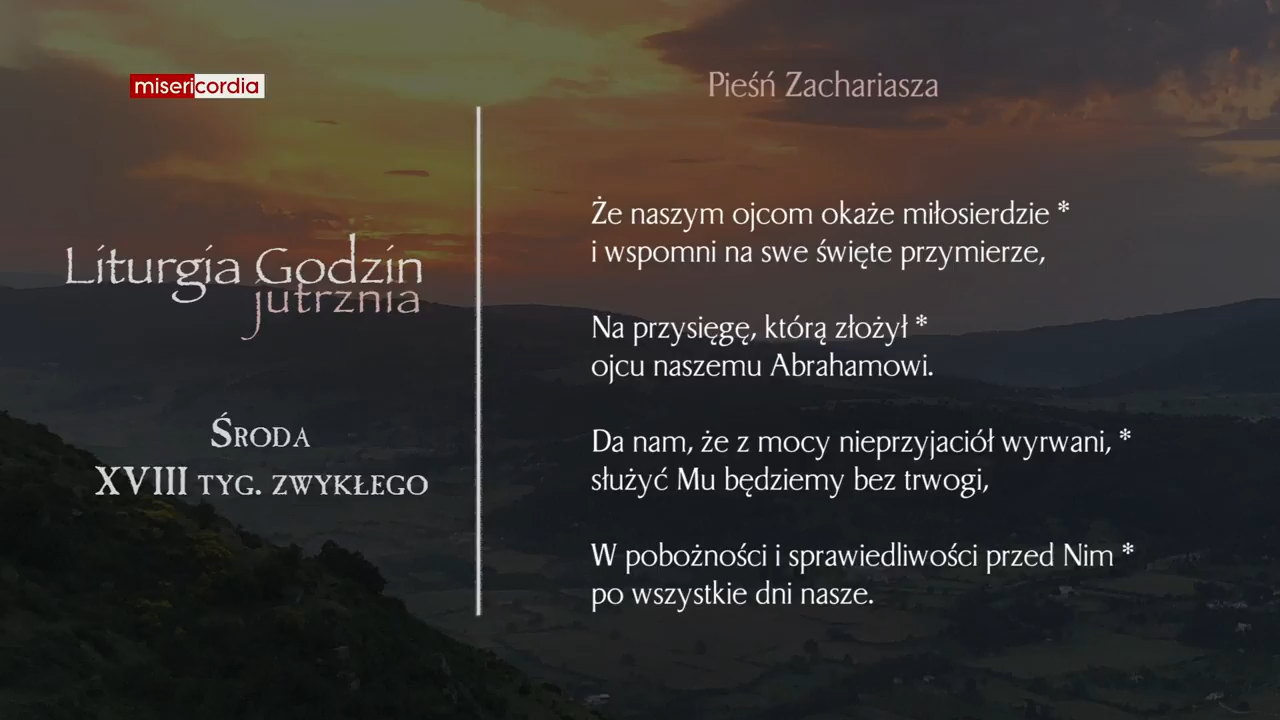 misericordia
Liturgia Godzin
jutrznia
Środa
XVIII tyg. zwykłego
Pieśń Zachariasza
Że naszym ojcom okaże miłosierdzie *
i wspomni na swe święte przymierze,
Na przysięgę, którą złożył *
ojcu naszemu Abrahamowi.
Da nam, że z mocy nieprzyjaciół wyrwani, *
służyć Mu będziemy bez trwogi,
W pobożności i sprawiedliwości przed Nim *
po wszystkie dni nasze.